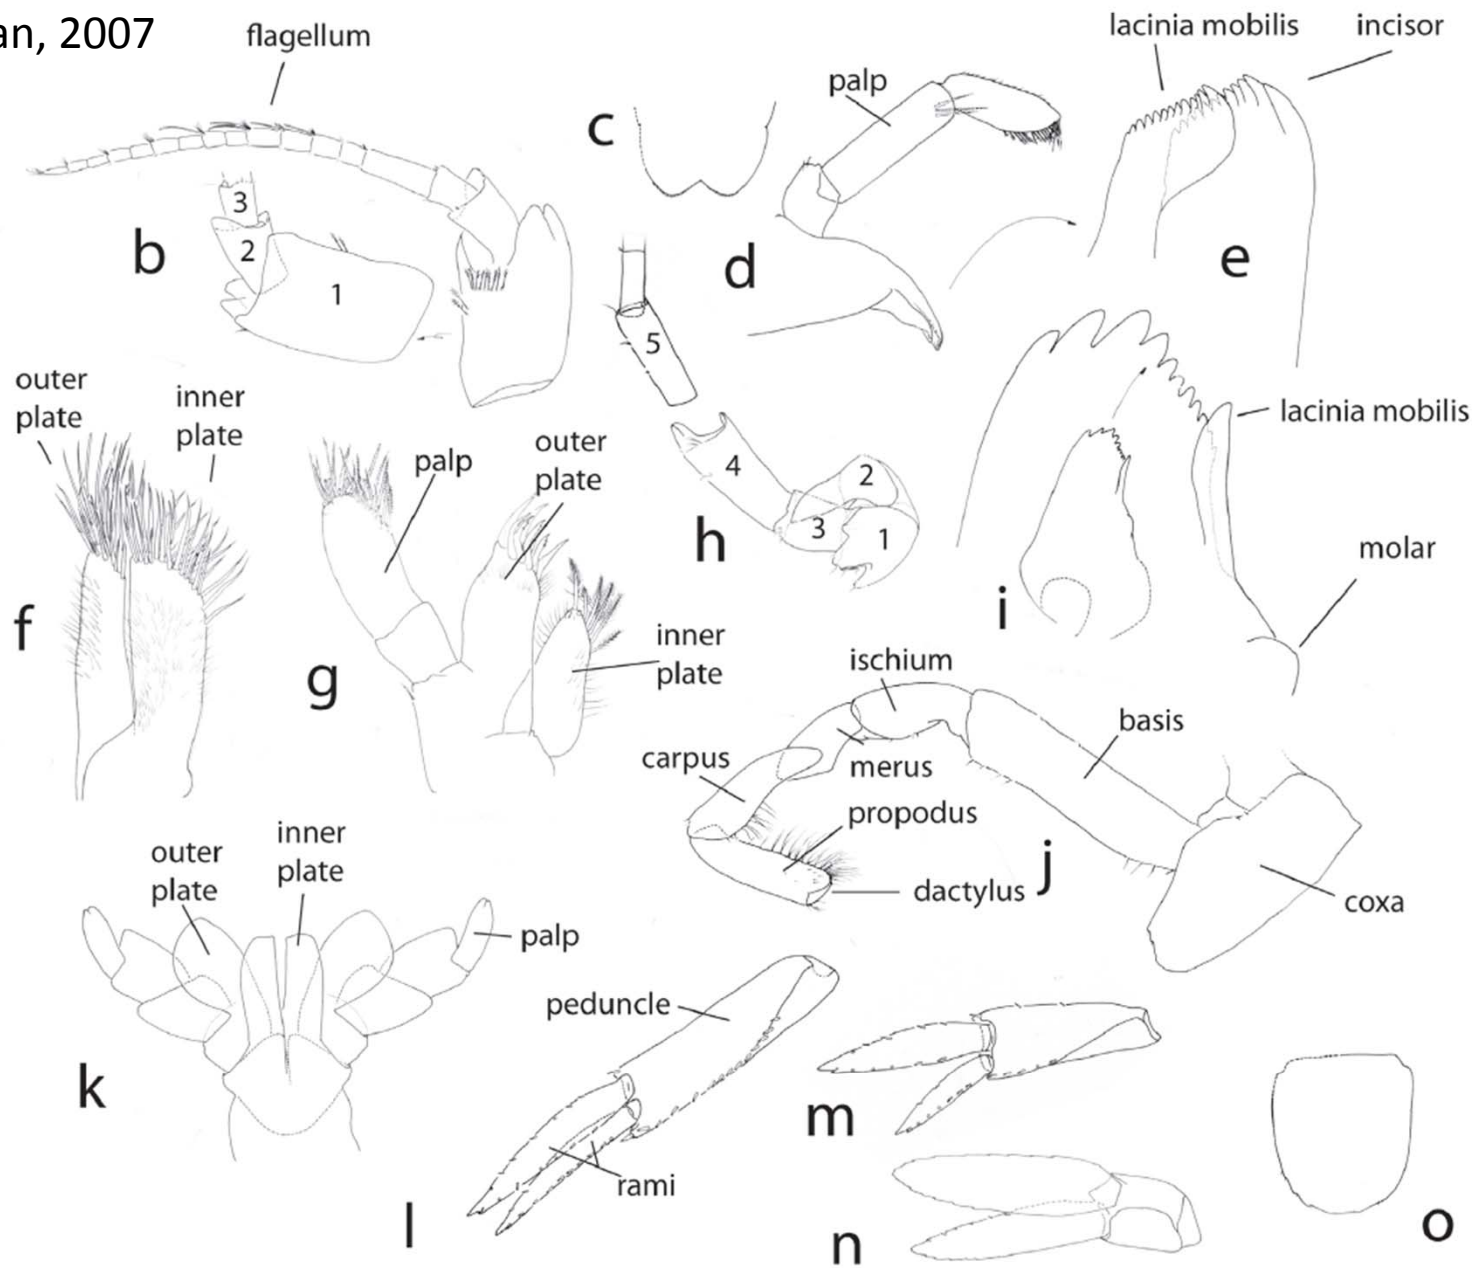 an, 2007
flagellum
lacinia mobilis
incisor
palp
c
3
2
b
1
d
e
5
outer
plate
inner
plate
lacinia mobilis
palp
outer
plate
4
2
3
1
h
molar
f
i
g
inner
plate
ischium
basis
carpus
merus
propodus
j
dactylus
coxa
outer
plate
inner
plate
palp
k
peduncle
m
rami
l
n
o